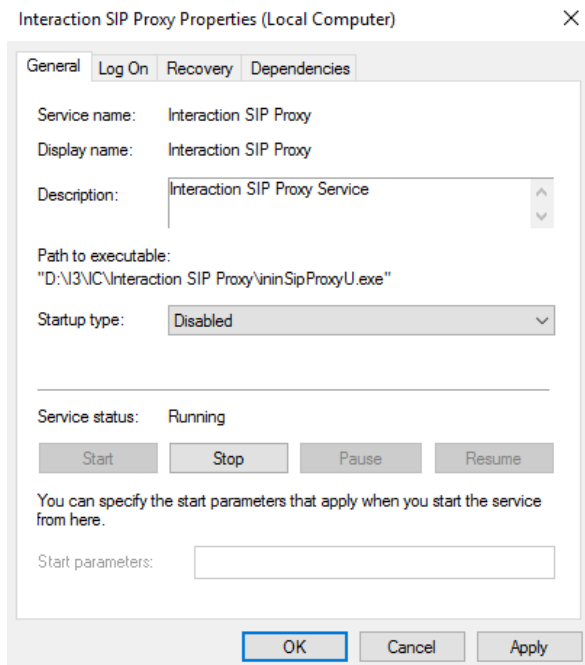 Interaction SIP Proxy Properties (Local Computer)
General Log On Recovery Dependencies
Service name: Interaction SIP Proxy
Display name: Interaction SIP Proxy
Description: Interaction SIP Proxy Service
Path to executable:
"D:\I3\IC\Interaction SIP Proxy\ininSipProxyU.exe"
Startup type: Disabled
Service status: Running
Start Stop Pause Resume
You can specify the start parameters that apply when you start the service
from here.
Start parameters:
OK Cancel Apply